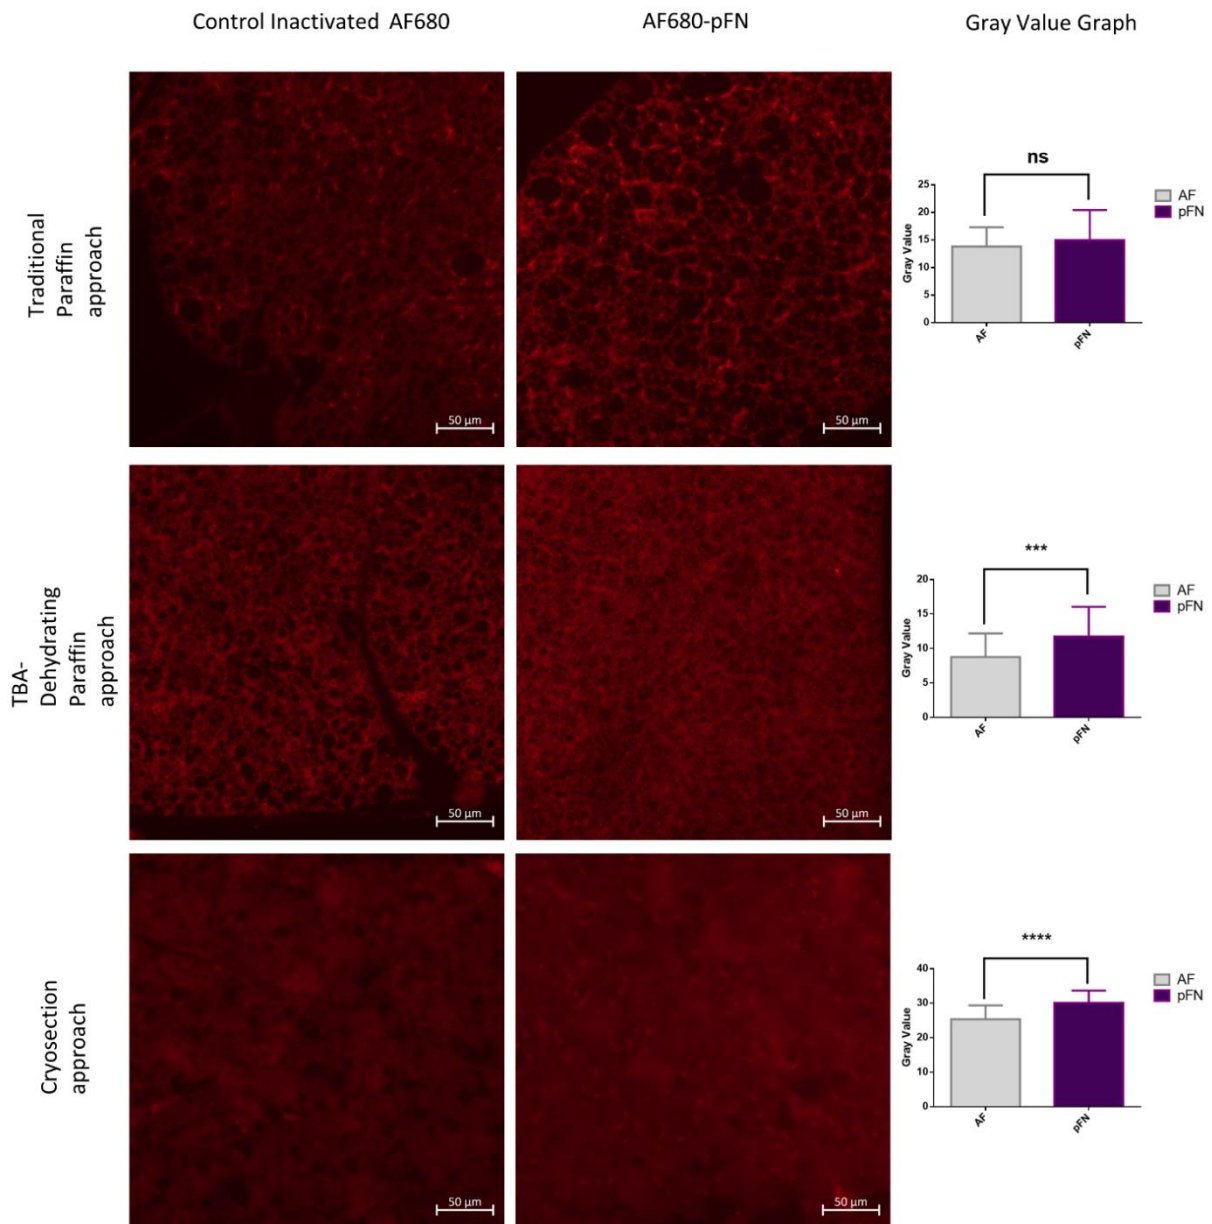 Control Inactivated AF680
AF680-pFN
Gray Value Graph
Traditional
Paraffin
approach
50 µm
50 µm
ns
Gray Value
25
20
15
10
5
0
AF
pFN
AF
pFN
TBA-
Dehydrating
Paraffin
approach
50 µm
50 µm
***
Gray Value
20
15
10
5
0
AF
pFN
AF
pFN
Cryosection
approach
50 µm
50 µm
****
Gray Value
40
30
20
10
0
AF
pFN
AF
pFN